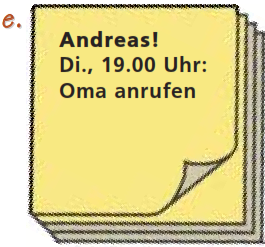 e.
Andreas!
Di., 19.00 Uhr:
Oma anrufen